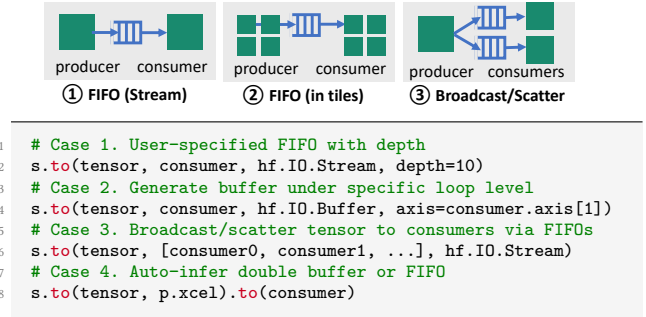 producer consumer producer consumer producer consumers
① FIFO (Stream) ② FIFO (in tiles) ③ Broadcast/Scatter
1 # Case 1. User-specified FIFO with depth
2 s.to(tensor, consumer, hf.IO.Stream, depth=10)
3 # Case 2. Generate buffer under specific loop level
4 s.to(tensor, consumer, hf.IO.Buffer, axis=consumer.axis[1])
5 # Case 3. Broadcast/scatter tensor to consumers via FIFOs
6 s.to(tensor, [consumer0, consumer1, ...], hf.IO.Stream)
7 # Case 4. Auto-infer double buffer or FIFO
8 s.to(tensor, p.xcel).to(consumer)